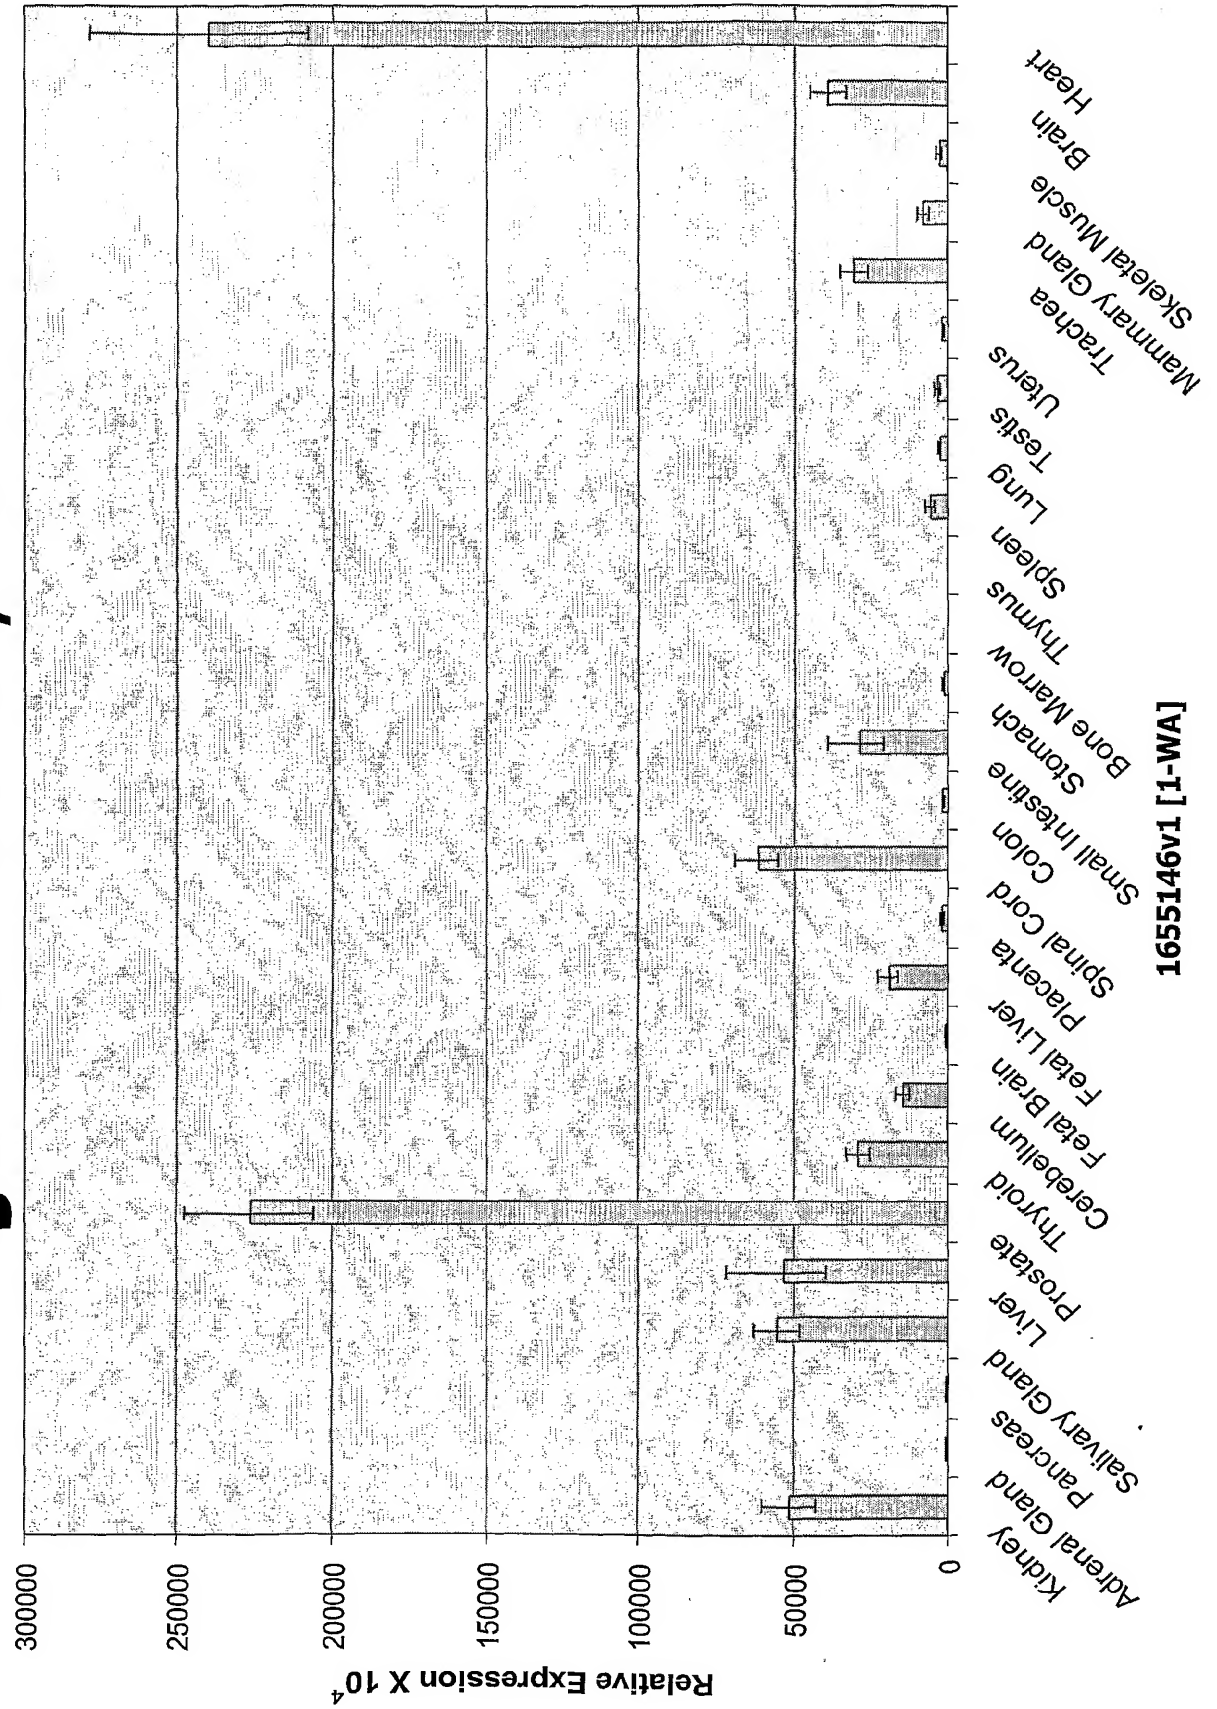 Relative Expression X 10⁴
300000
250000
200000
150000
100000
50000
0
Kidney
Adrenal Gland
Pancreas
Salivary Gland
Liver
Prostate
Thyroid
Cerebellum
Fetal Brain
Fetal Liver
Placenta
Spinal Cord
Colon
Small Intestine
Stomach
Bone Marrow
Thymus
Spleen
Lung
Testis
Uterus
Trachea
Mammary Gland
Skeletal Muscle
Brain
Heart
1655146v1 [1-WA]